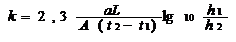 k = 2 , 3 aL / A ( t2 − t1) lg 10 h1 / h2